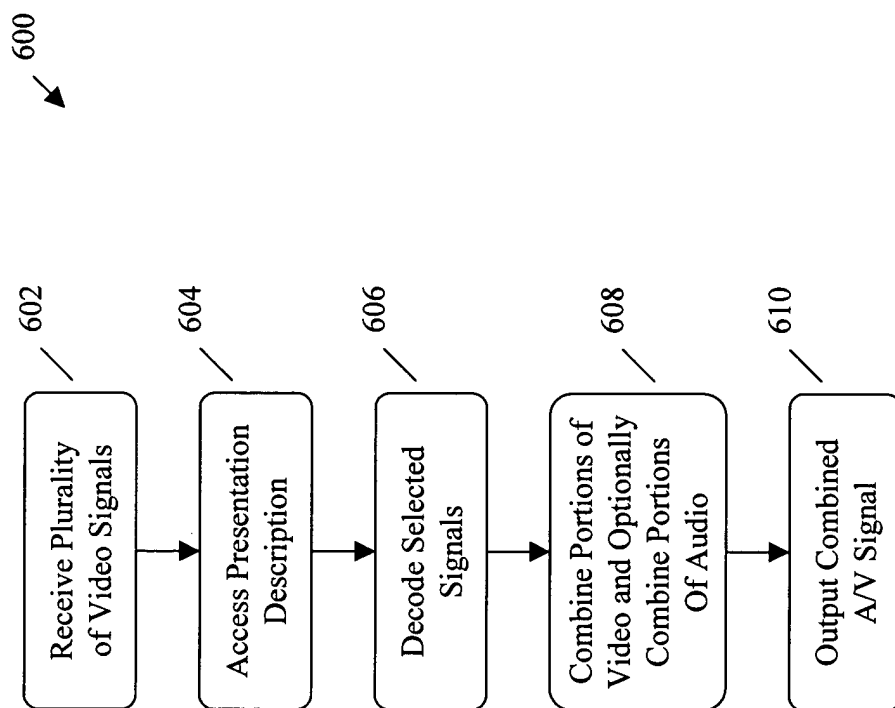 600
602
Receive Plurality
of Video Signals
604
Access Presentation
Description
606
Decode Selected
Signals
608
Combine Portions of
Video and Optionally
Combine Portions
Of Audio
610
Output Combined
A/V Signal